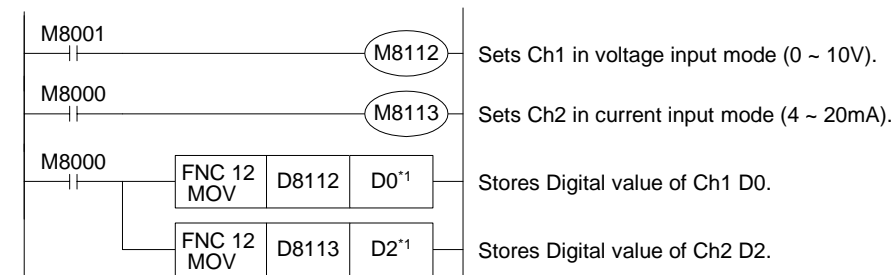 M8001
M8112 Sets Ch1 in voltage input mode (0 ~ 10V).
M8000
M8113 Sets Ch2 in current input mode (4 ~ 20mA).
M8000
FNC 12
MOV D8112 D0*1 Stores Digital value of Ch1 D0.
FNC 12
MOV D8113 D2*1 Stores Digital value of Ch2 D2.